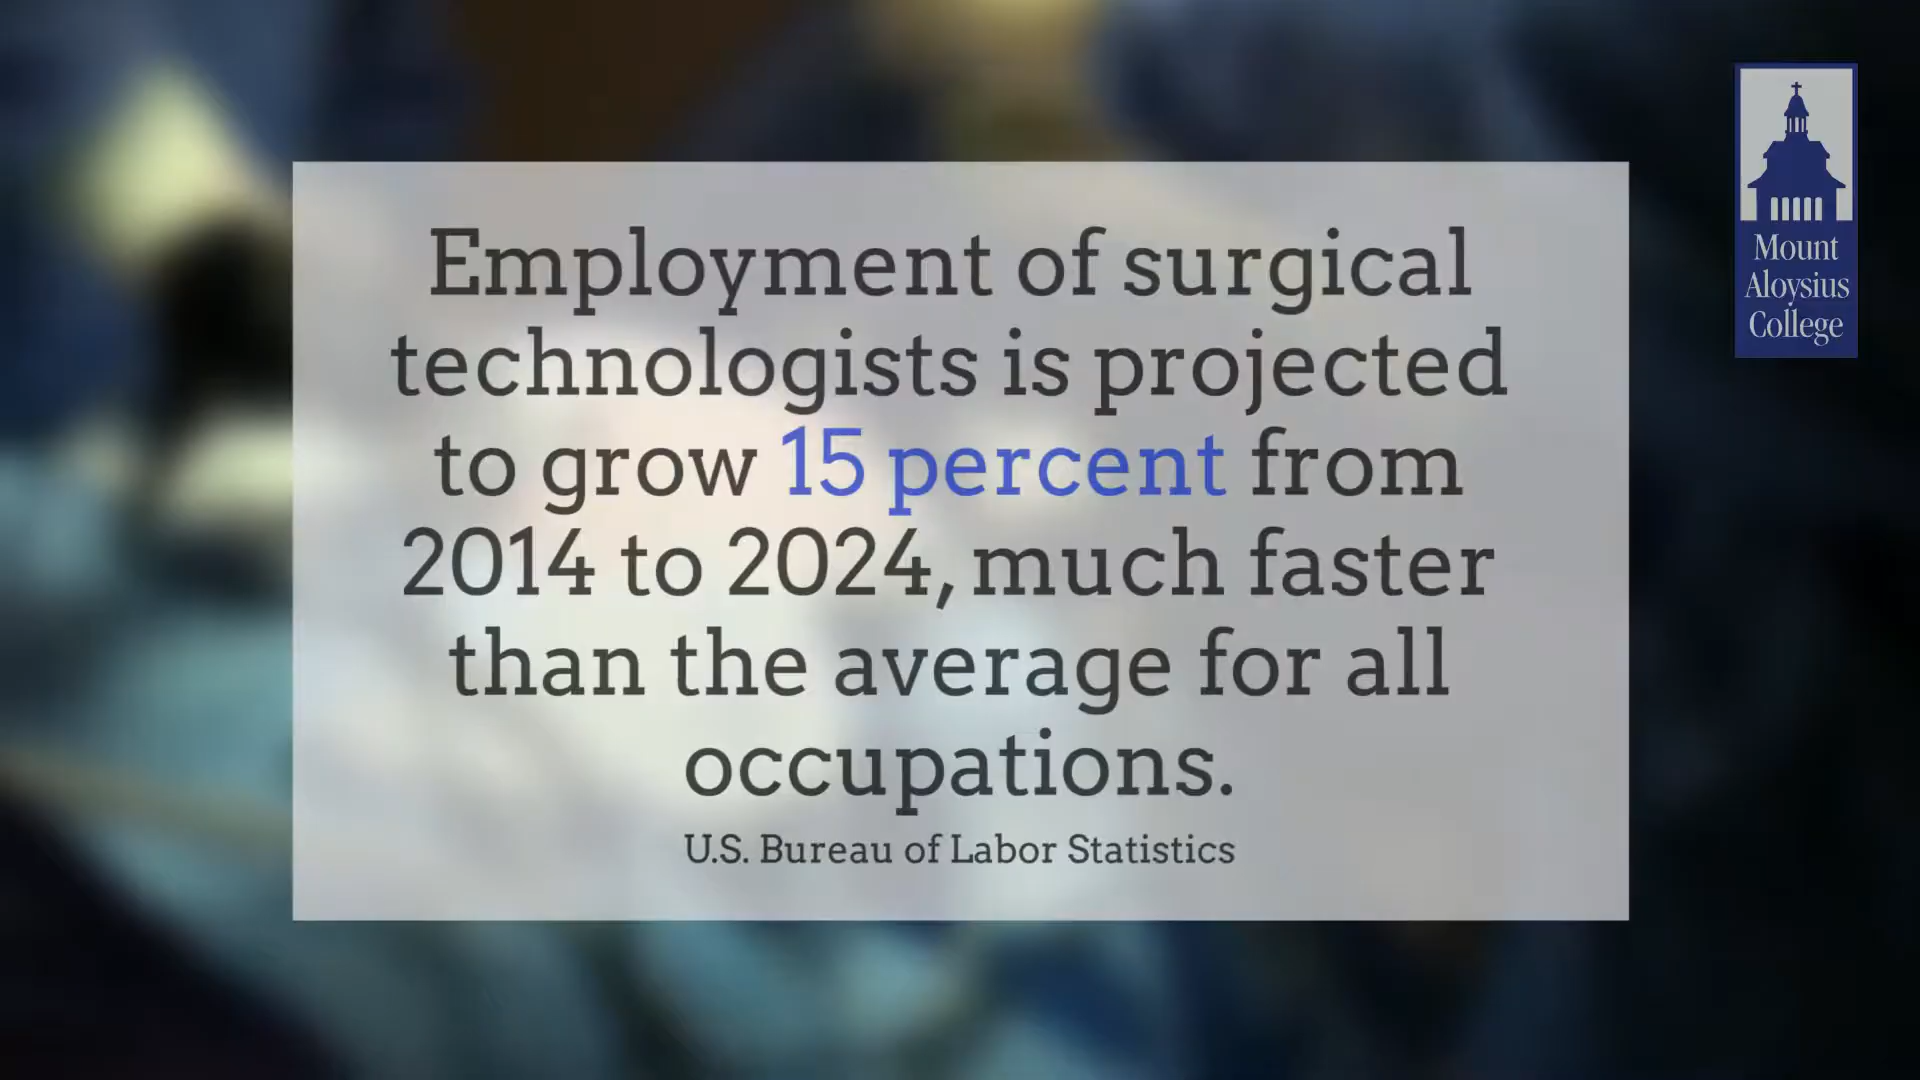 Employment of surgical
technologists is projected
to grow 15 percent from
2014 to 2024, much faster
than the average for all
occupations.
U.S. Bureau of Labor Statistics
Mount
Aloysius
College